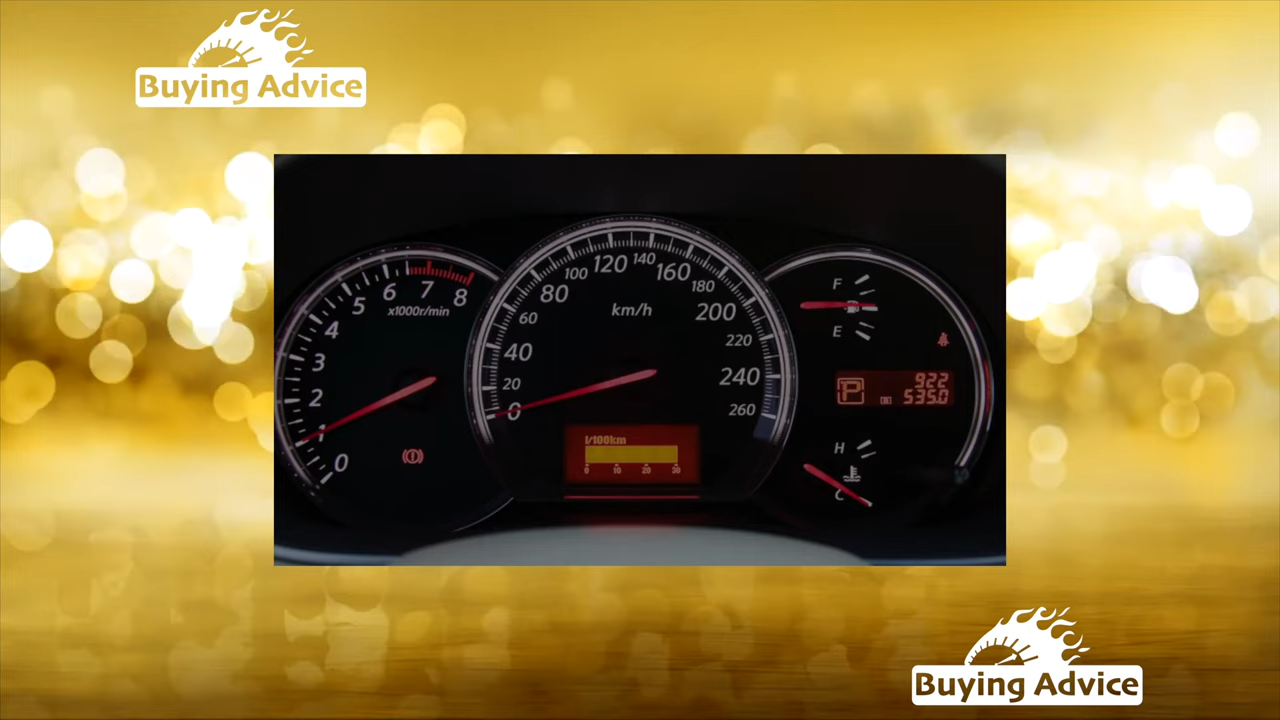 Buying Advice
0
1
2
3
4
5
6
7
8
x1000r/min
0
20
40
60
80
100
120
140
160
180
200
220
240
260
km/h
l/100km
0 10 20 30
F
E
P
922
535.0
H
C
Buying Advice